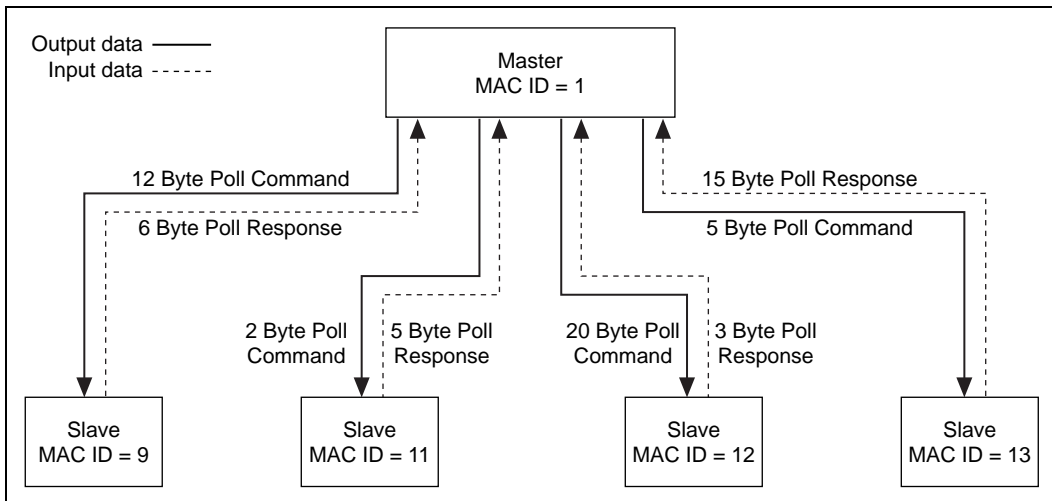 Output data
Input data
Master
MAC ID = 1
12 Byte Poll Command
6 Byte Poll Response
15 Byte Poll Response
5 Byte Poll Command
2 Byte Poll
Command
5 Byte Poll
Response
20 Byte Poll
Command
3 Byte Poll
Response
Slave
MAC ID = 9
Slave
MAC ID = 11
Slave
MAC ID = 12
Slave
MAC ID = 13